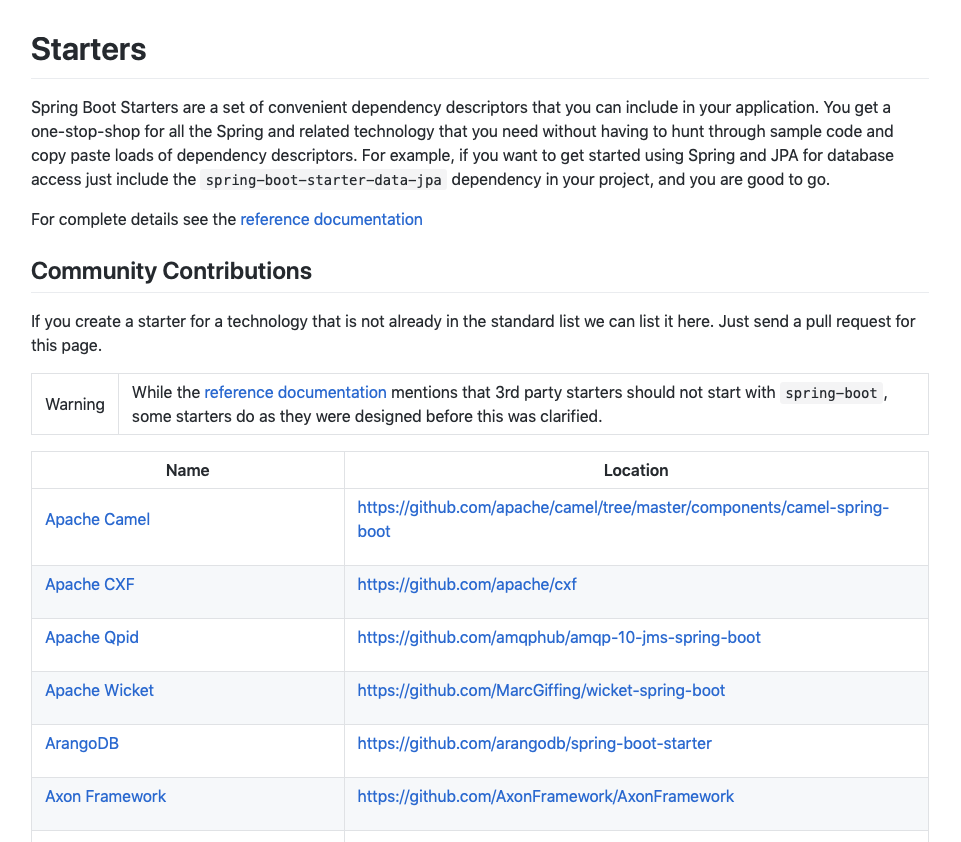 Starters
Spring Boot Starters are a set of convenient dependency descriptors that you can include in your application. You get a
one-stop-shop for all the Spring and related technology that you need without having to hunt through sample code and
copy paste loads of dependency descriptors. For example, if you want to get started using Spring and JPA for database
access just include the spring-boot-starter-data-jpa dependency in your project, and you are good to go.
For complete details see the reference documentation
Community Contributions
If you create a starter for a technology that is not already in the standard list we can list it here. Just send a pull request for
this page.
Warning
While the reference documentation mentions that 3rd party starters should not start with spring-boot ,
some starters do as they were designed before this was clarified.
Name Location
Apache Camel
https://github.com/apache/camel/tree/master/components/camel-spring-
boot
Apache CXF https://github.com/apache/cxf
Apache Qpid https://github.com/amqphub/amqp-10-jms-spring-boot
Apache Wicket https://github.com/MarcGiffing/wicket-spring-boot
ArangoDB https://github.com/arangodb/spring-boot-starter
Axon Framework https://github.com/AxonFramework/AxonFramework